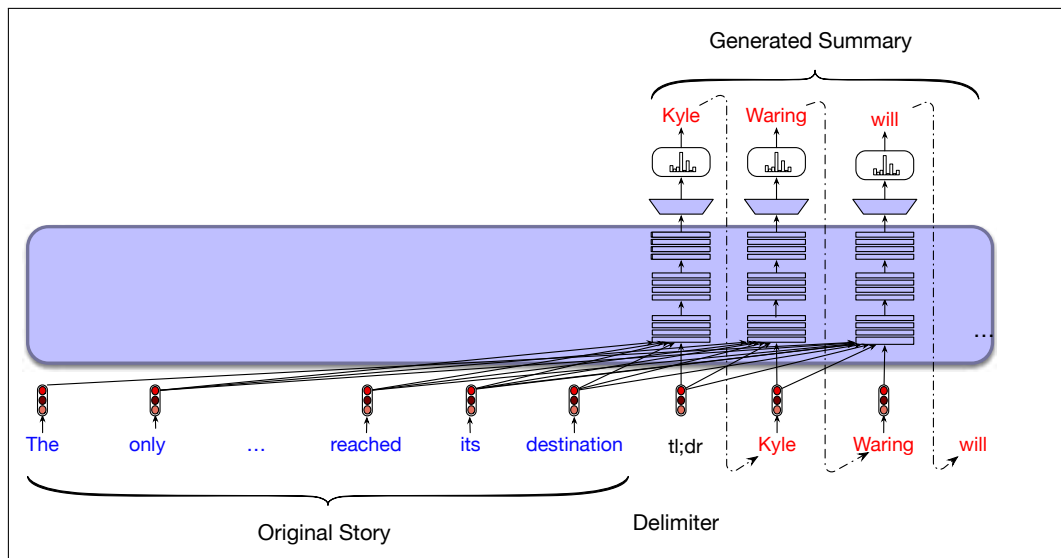 Generated Summary
Kyle Waring will
…
The only … reached its destination tl;dr Kyle Waring will
Original Story Delimiter